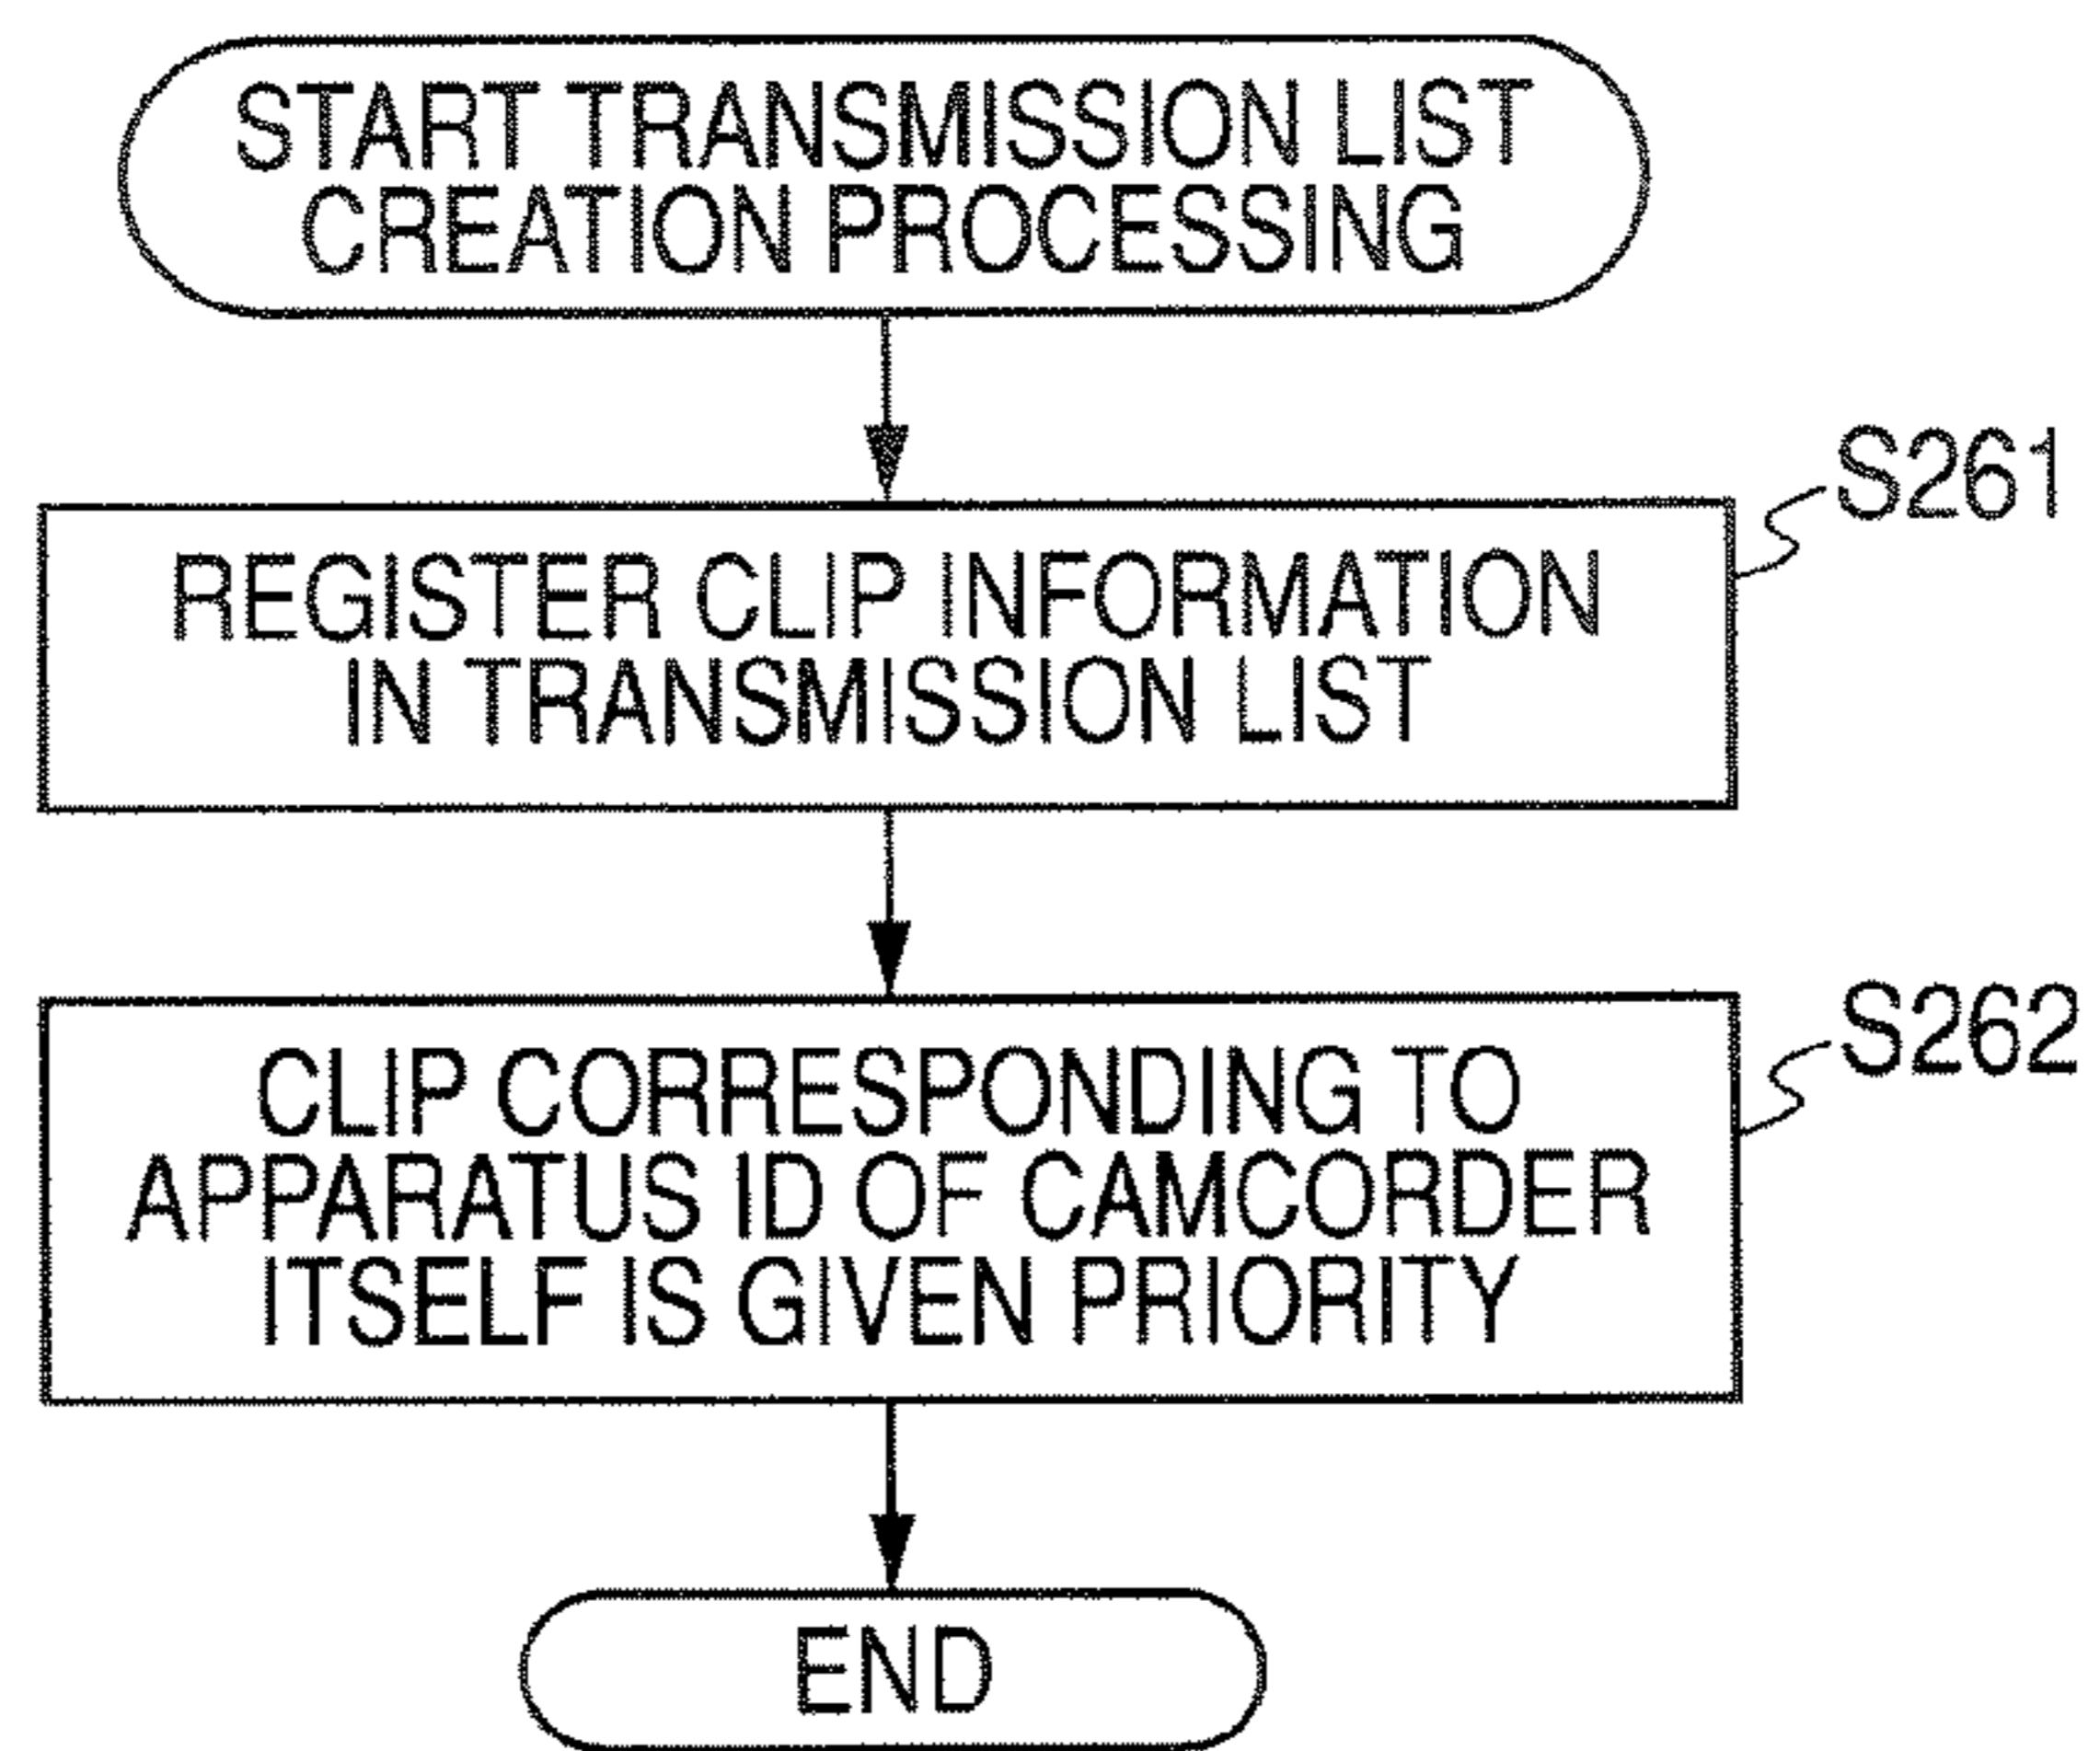 START TRANSMISSION LIST
CREATION PROCESSING
S261
REGISTER CLIP INFORMATION
IN TRANSMISSION LIST
S262
CLIP CORRESPONDING TO
APPARATUS ID OF CAMCORDER
ITSELF IS GIVEN PRIORITY
END